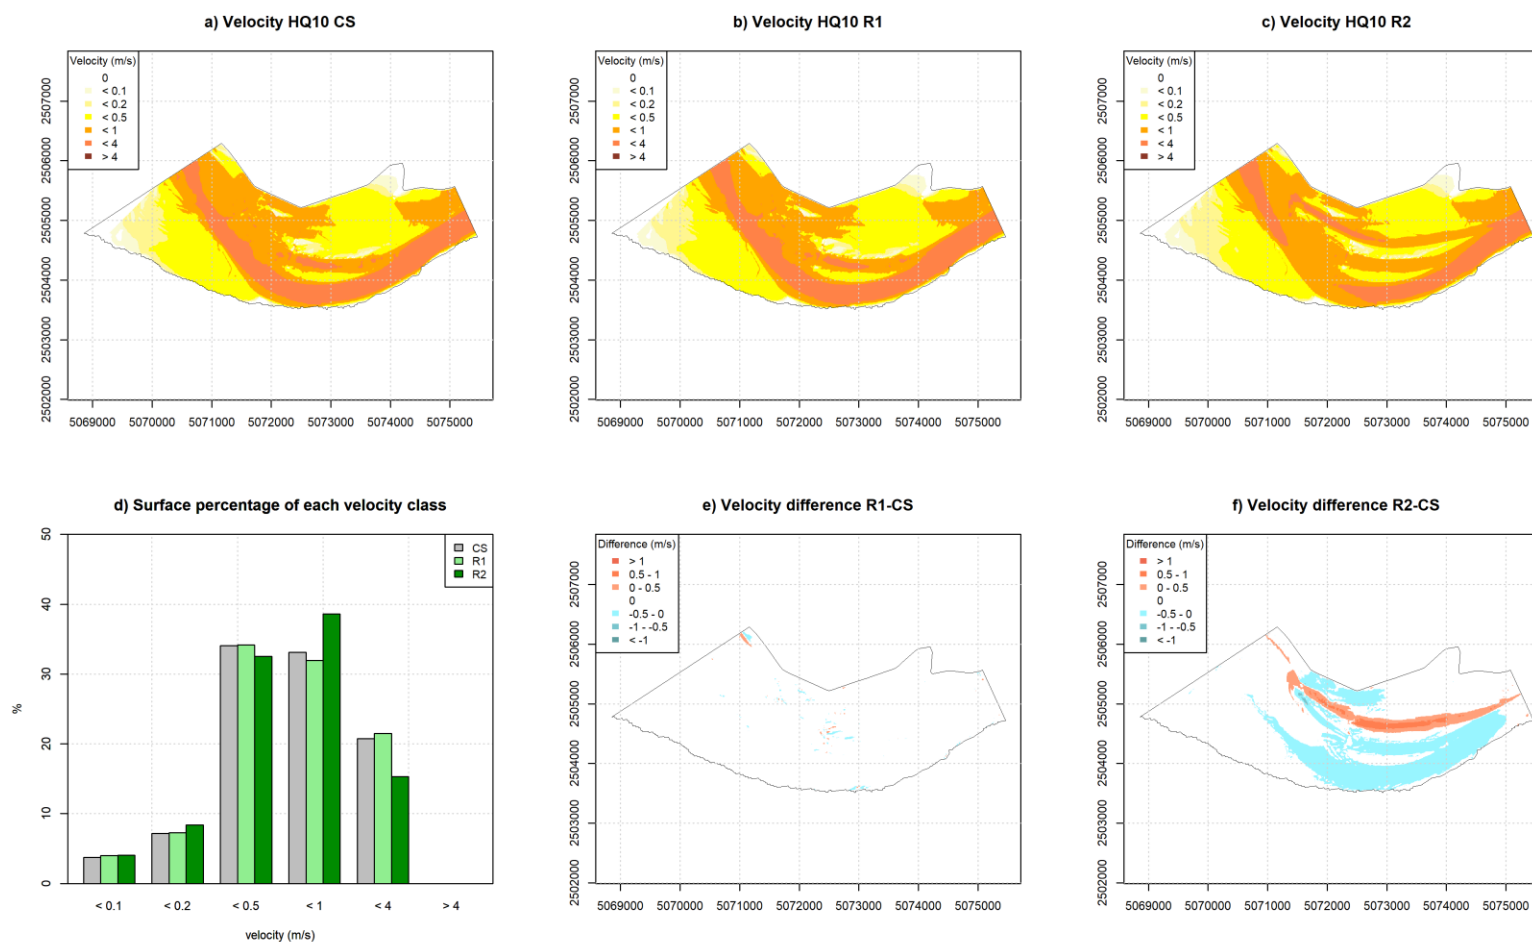 a) Velocity HQ10 CS
Velocity (m/s)
0
< 0.1
< 0.2
< 0.5
< 1
< 4
> 4
2507000
2506000
2505000
2504000
2503000
2502000
5069000 5070000 5071000 5072000 5073000 5074000 5075000
b) Velocity HQ10 R1
Velocity (m/s)
0
< 0.1
< 0.2
< 0.5
< 1
< 4
> 4
2507000
2506000
2505000
2504000
2503000
2502000
5069000 5070000 5071000 5072000 5073000 5074000 5075000
c) Velocity HQ10 R2
Velocity (m/s)
0
< 0.1
< 0.2
< 0.5
< 1
< 4
> 4
2507000
2506000
2505000
2504000
2503000
2502000
5069000 5070000 5071000 5072000 5073000 5074000 5075000
d) Surface percentage of each velocity class
CS
R1
R2
50
40
30
20
10
0
%
< 0.1 < 0.2 < 0.5 < 1 < 4 > 4
velocity (m/s)
e) Velocity difference R1-CS
Difference (m/s)
> 1
0.5 - 1
0 - 0.5
0
-0.5 - 0
-1 - -0.5
< -1
2507000
2506000
2505000
2504000
2503000
2502000
5069000 5070000 5071000 5072000 5073000 5074000 5075000
f) Velocity difference R2-CS
Difference (m/s)
> 1
0.5 - 1
0 - 0.5
0
-0.5 - 0
-1 - -0.5
< -1
2507000
2506000
2505000
2504000
2503000
2502000
5069000 5070000 5071000 5072000 5073000 5074000 5075000